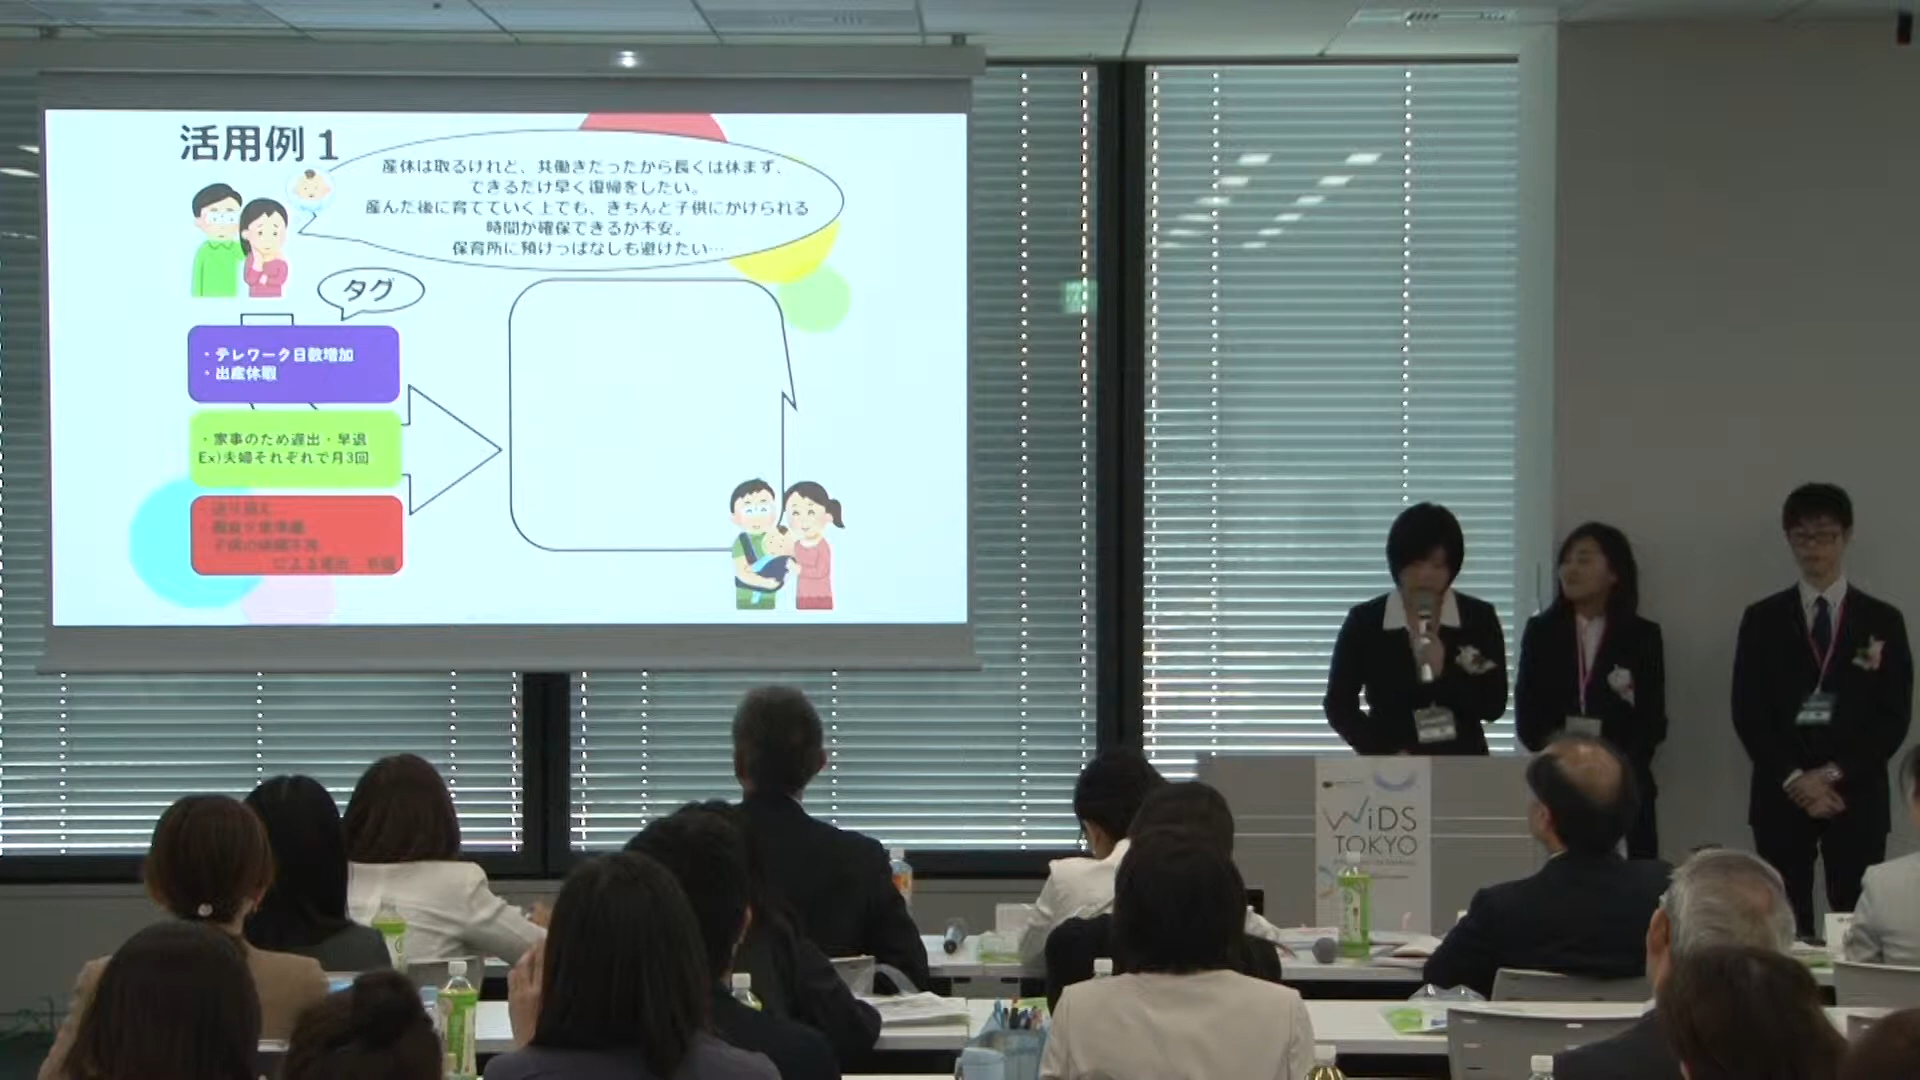 活用例１
産休は取るけれど、共働きだったから長くは休まず、
できるだけ早く復帰をしたい。
産んだ後に育てていく上でも、きちんと子供にかけられる
時間が確保できるか不安。
保育所に預けっぱなしも避けたい…
タグ
・テレワーク日数増加
・出産休暇
・家事のため遅出・早退
Ex)夫婦それぞれで月3回
WiDS
TOKYO